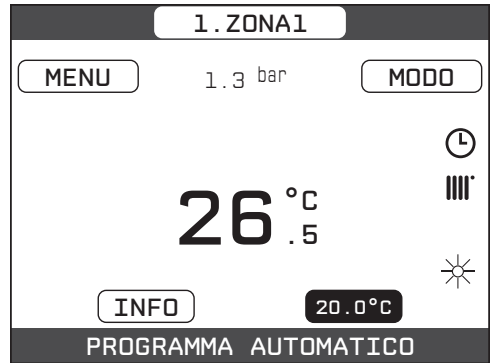 1.ZONA1
MENU 1.3 bar MODO
26.5 °C
INFO 20.0°C
PROGRAMMA AUTOMATICO